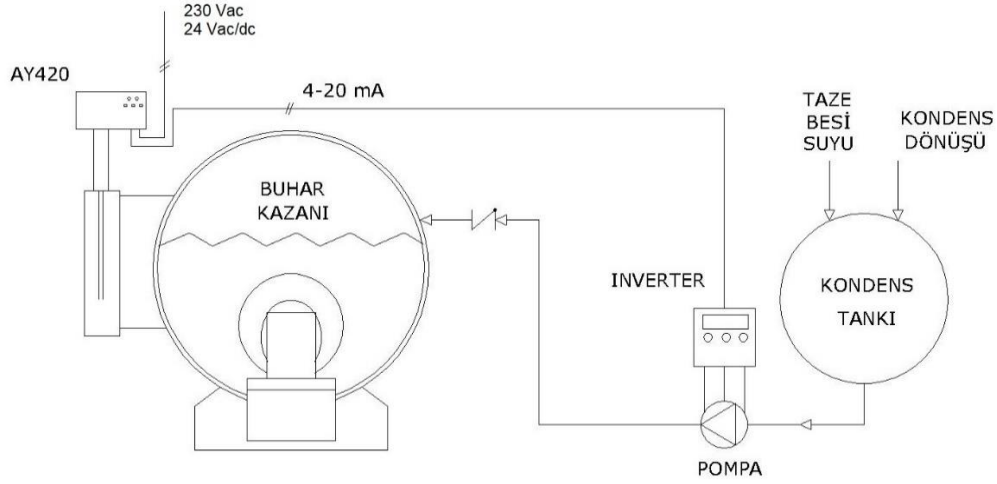 230 Vac
24 Vac/dc
AY420
4-20 mA
TAZE
BESİ
SUYU
KONDENS
DÖNÜŞÜ
BUHAR
KAZANI
INVERTER
KONDENS
TANKI
POMPA